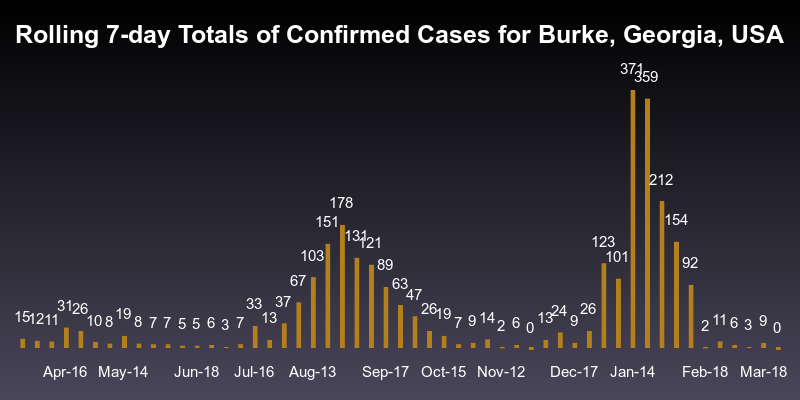 Rolling 7-day Totals of Confirmed Cases for Burke, Georgia, USA
15 12 11 31 26 10 8 19 8 7 7 5 5 6 3 7 33 13 37 67 103 151 178 131 121 89 63 47 26 19 7 9 14 2 6 0 13 24 9 26 123 101 371 359 212 154 92 2 11 6 3 9 0
Apr-16 May-14 Jun-18 Jul-16 Aug-13 Sep-17 Oct-15 Nov-12 Dec-17 Jan-14 Feb-18 Mar-18